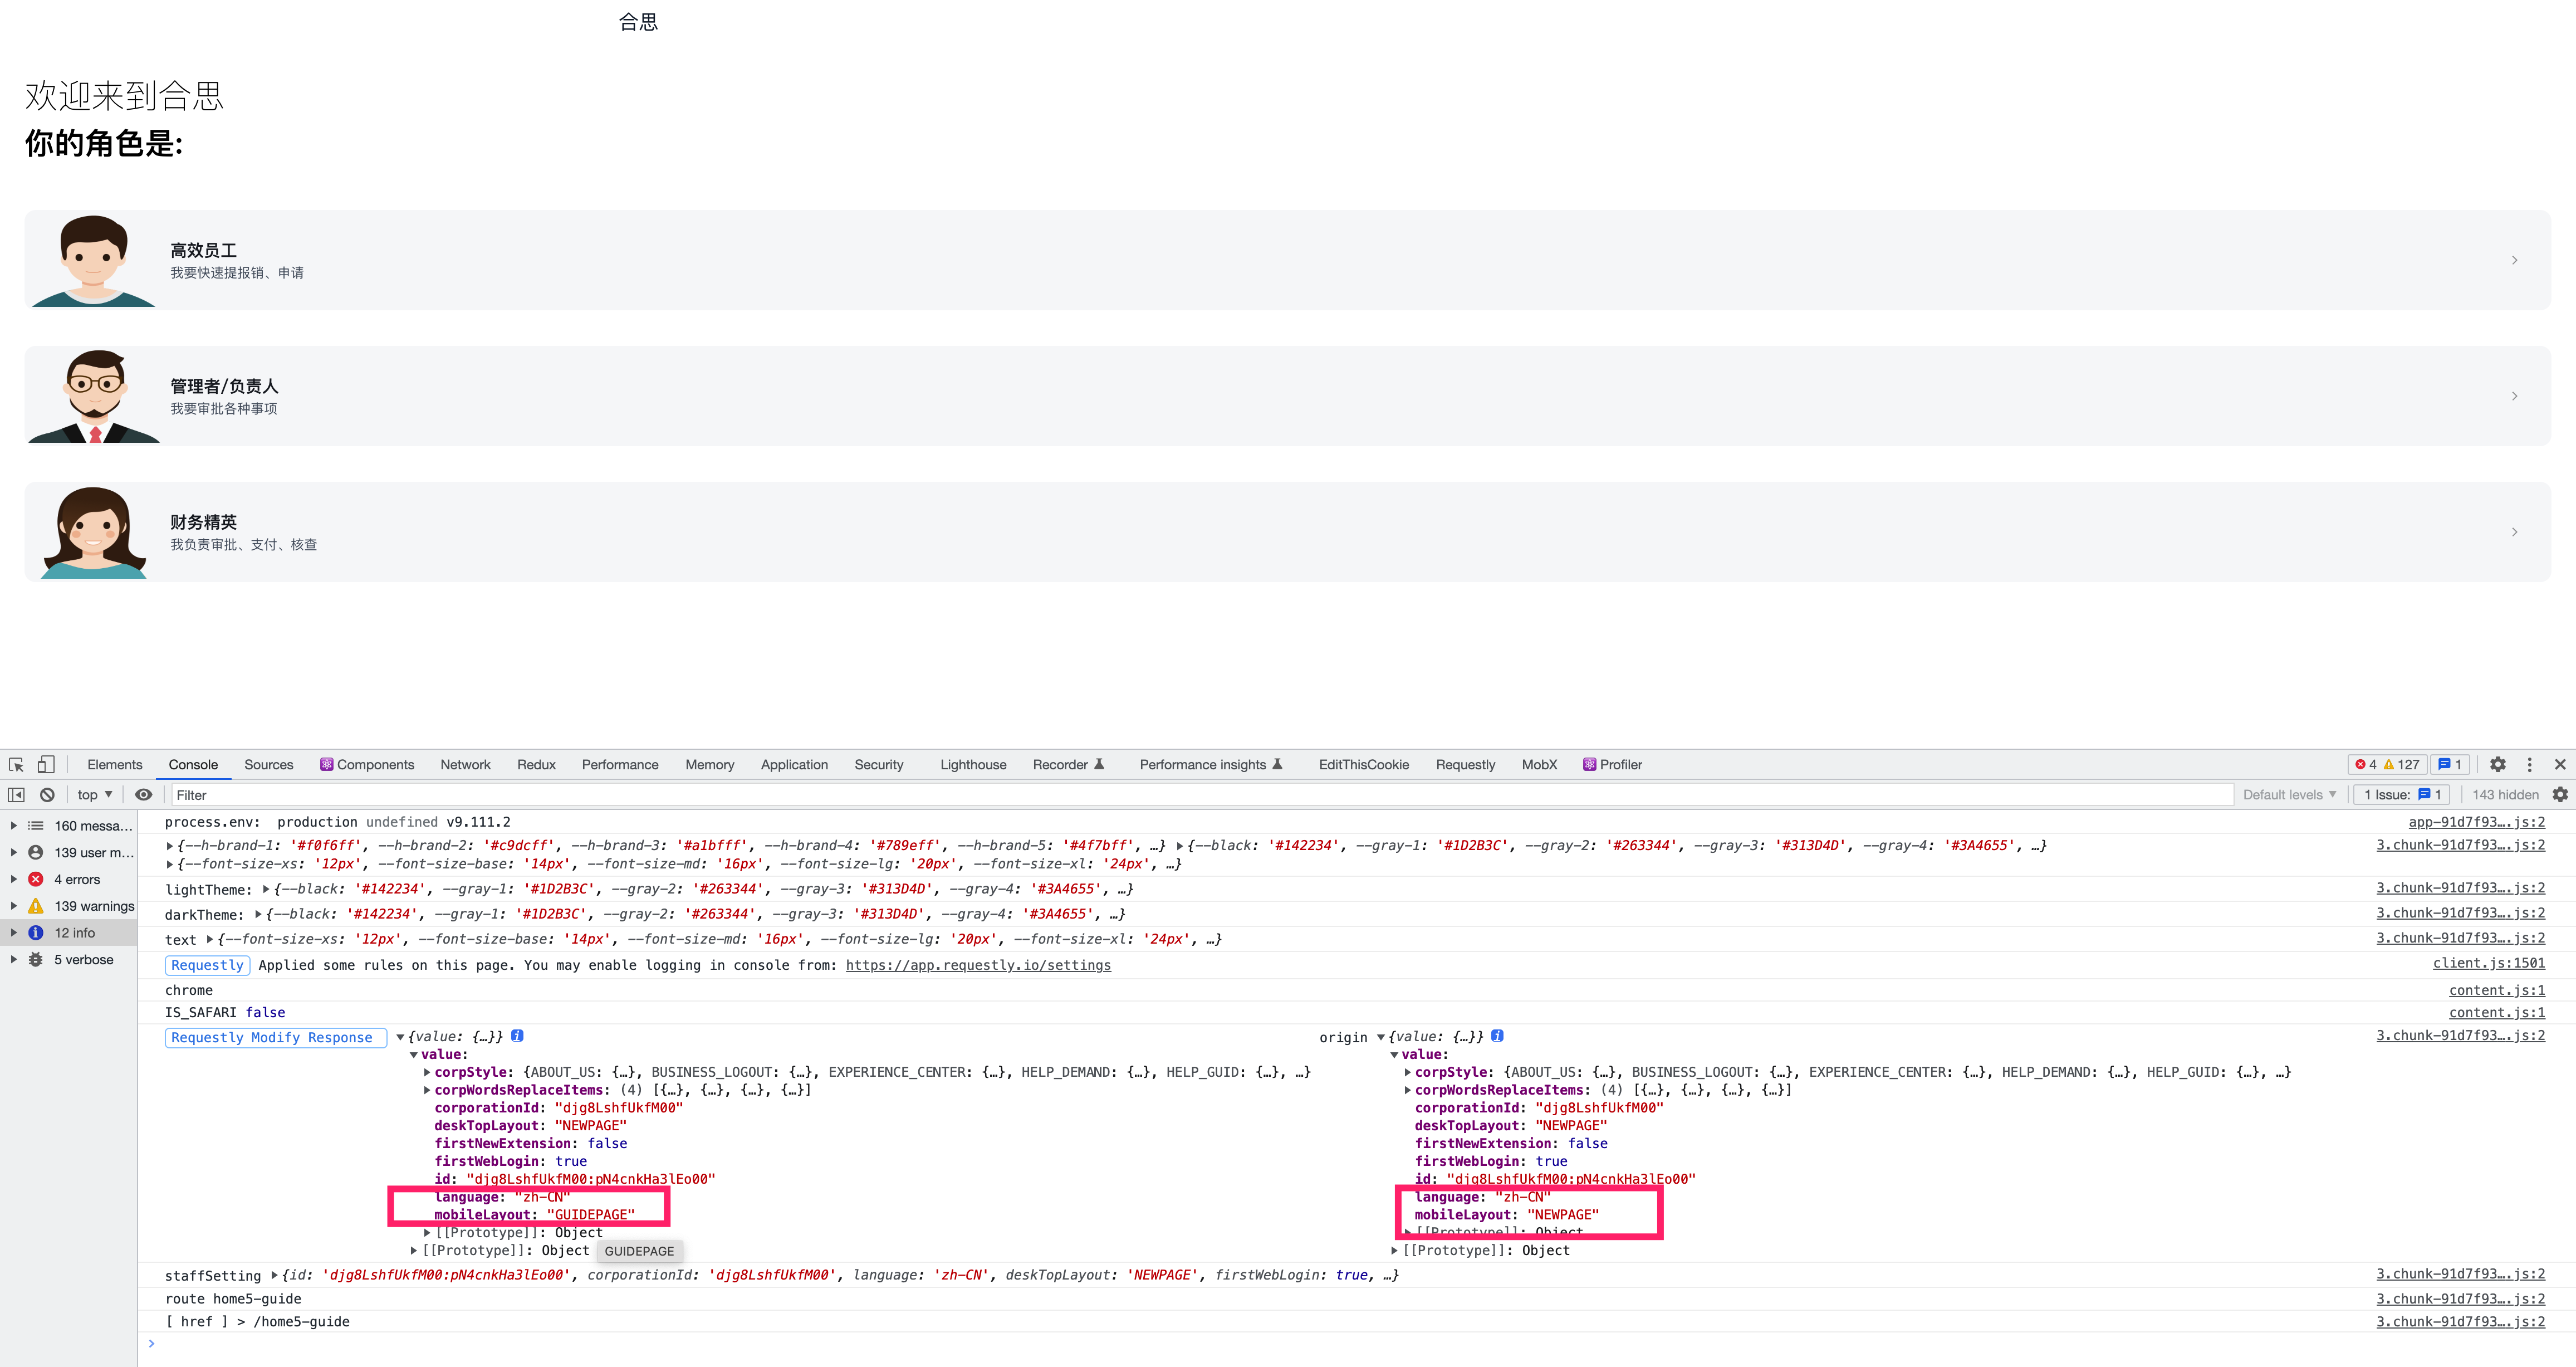 合思
欢迎来到合思
你的角色是:
高效员工
我要快速提报销、申请
管理者/负责人
我要审批各种事项
财务精英
我负责审批、支付、核查
Elements Console Sources Components Network Redux Performance Memory Application Security Lighthouse Recorder Performance insights EditThisCookie Requestly MobX Profiler 4 127 1
top Filter Default levels 1 Issue: 1 143 hidden
160 messa...
139 user m...
4 errors
139 warnings
12 info
5 verbose
process.env: production undefined v9.111.2 app-91d7f93….js:2
{--h-brand-1: '#f0f6ff', --h-brand-2: '#c9dcff', --h-brand-3: '#a1bfff', --h-brand-4: '#789eff', --h-brand-5: '#4f7bff', …} {--black: '#142234', --gray-1: '#1D2B3C', --gray-2: '#263344', --gray-3: '#313D4D', --gray-4: '#3A4655', …} 3.chunk-91d7f93….js:2
{--font-size-xs: '12px', --font-size-base: '14px', --font-size-md: '16px', --font-size-lg: '20px', --font-size-xl: '24px', …}
lightTheme: {--black: '#142234', --gray-1: '#1D2B3C', --gray-2: '#263344', --gray-3: '#313D4D', --gray-4: '#3A4655', …} 3.chunk-91d7f93….js:2
darkTheme: {--black: '#142234', --gray-1: '#1D2B3C', --gray-2: '#263344', --gray-3: '#313D4D', --gray-4: '#3A4655', …} 3.chunk-91d7f93….js:2
text {--font-size-xs: '12px', --font-size-base: '14px', --font-size-md: '16px', --font-size-lg: '20px', --font-size-xl: '24px', …} 3.chunk-91d7f93….js:2
Requestly Applied some rules on this page. You may enable logging in console from: https://app.requestly.io/settings client.js:1501
chrome content.js:1
IS_SAFARI false content.js:1
Requestly Modify Response {value: {…}} i
value:
corpStyle: {ABOUT_US: {…}, BUSINESS_LOGOUT: {…}, EXPERIENCE_CENTER: {…}, HELP_DEMAND: {…}, HELP_GUID: {…}, …}
corpWordsReplaceItems: (4) [{…}, {…}, {…}, {…}]
corporationId: "djg8LshfUkfM00"
deskTopLayout: "NEWPAGE"
firstNewExtension: false
firstWebLogin: true
id: "djg8LshfUkfM00:pN4cnkHa3lEo00"
language: "zh-CN"
mobileLayout: "GUIDEPAGE"
[[Prototype]]: Object
[[Prototype]]: Object
GUIDEPAGE
origin {value: {…}} i 3.chunk-91d7f93….js:2
value:
corpStyle: {ABOUT_US: {…}, BUSINESS_LOGOUT: {…}, EXPERIENCE_CENTER: {…}, HELP_DEMAND: {…}, HELP_GUID: {…}, …}
corpWordsReplaceItems: (4) [{…}, {…}, {…}, {…}]
corporationId: "djg8LshfUkfM00"
deskTopLayout: "NEWPAGE"
firstNewExtension: false
firstWebLogin: true
id: "djg8LshfUkfM00:pN4cnkHa3lEo00"
language: "zh-CN"
mobileLayout: "NEWPAGE"
[[Prototype]]: Object
[[Prototype]]: Object
staffSetting {id: 'djg8LshfUkfM00:pN4cnkHa3lEo00', corporationId: 'djg8LshfUkfM00', language: 'zh-CN', deskTopLayout: 'NEWPAGE', firstWebLogin: true, …} 3.chunk-91d7f93….js:2
route home5-guide 3.chunk-91d7f93….js:2
[ href ] > /home5-guide 3.chunk-91d7f93….js:2